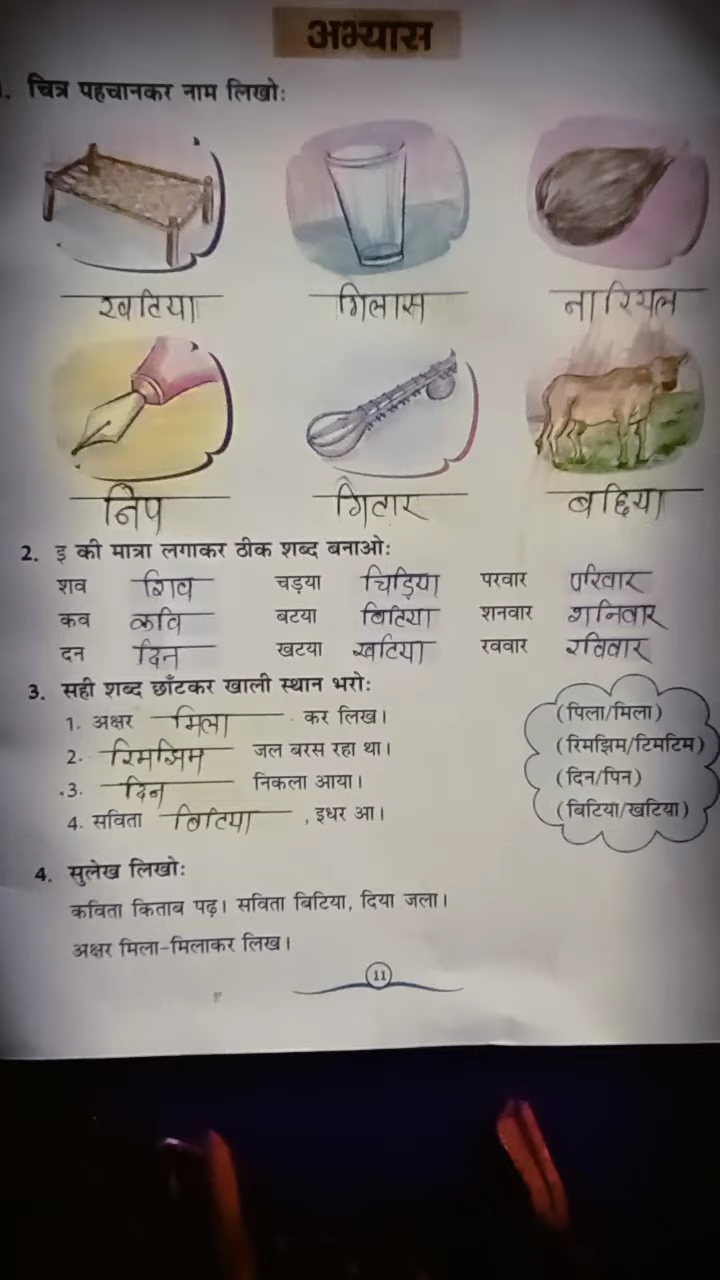 अभ्यास
. चित्र पहचानकर नाम लिखो:
खटिया गिलास नारियल
निप गिटार बछिया
2. इ की मात्रा लगाकर ठीक शब्द बनाओ:
शव शिव चड़या चिड़िया परवार परिवार
कव कवि बटया बिटिया शनवार शनिवार
दन दिन खटया खटिया रववार रविवार
3. सही शब्द छाँटकर खाली स्थान भरो:
1. अक्षर मिला कर लिख। (पिला/मिला)
2. रिमझिम जल बरस रहा था। (रिमझिम/टिमटिम)
.3. दिन निकला आया। (दिन/पिन)
4. सविता बिटिया , इधर आ। (बिटिया/खटिया)
4. सुलेख लिखो:
कविता किताब पढ़। सविता बिटिया, दिया जला।
अक्षर मिला-मिलाकर लिख।
11